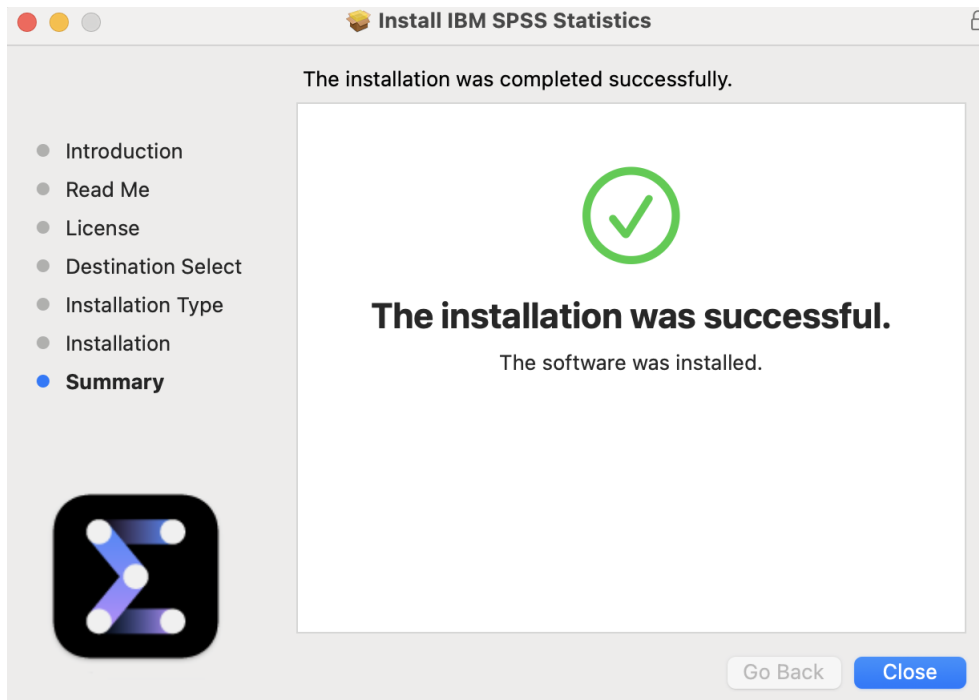 Install IBM SPSS Statistics
The installation was completed successfully.
Introduction
Read Me
License
Destination Select
Installation Type
Installation
Summary
The installation was successful.
The software was installed.
Go Back
Close